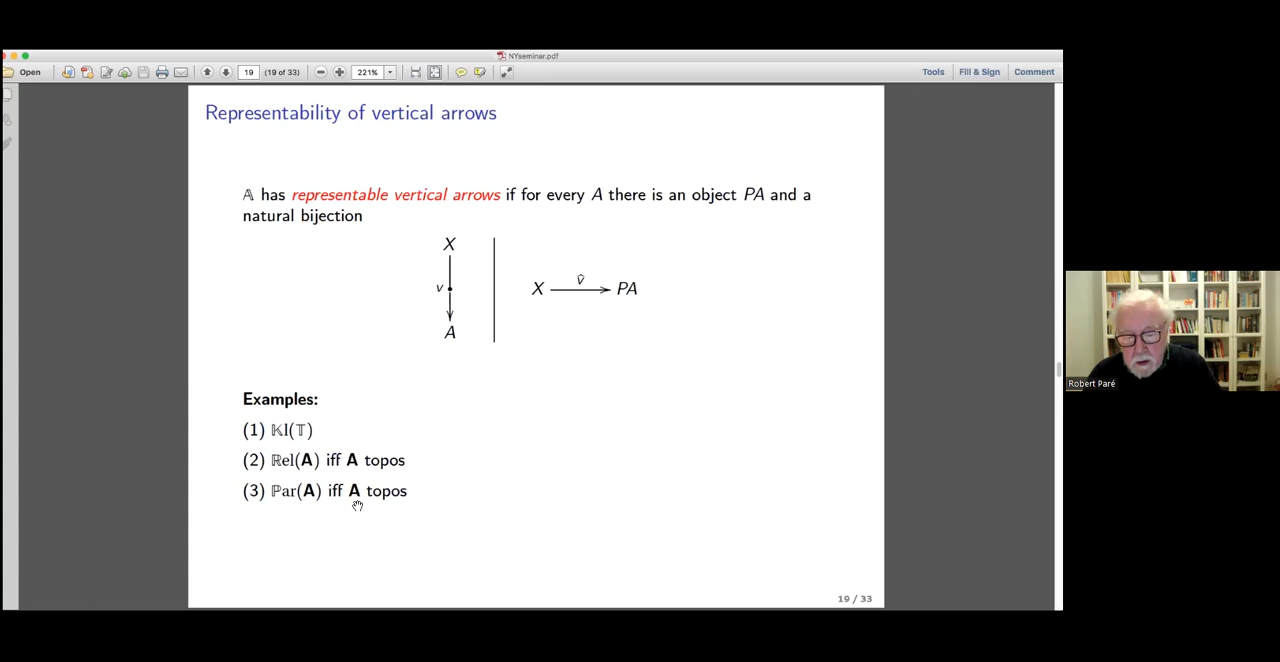 NYseminar.pdf
Open
19 (19 of 33)
221%
Tools Fill & Sign Comment
Representability of vertical arrows
𝔸 has representable vertical arrows if for every A there is an object PA and a
natural bijection
X
v
A
X v̂ PA
Examples:
(1) 𝕂l(𝕋)
(2) ℝel(𝐀) iff 𝐀 topos
(3) ℙar(𝐀) iff 𝐀 topos
19 / 33
Robert Paré